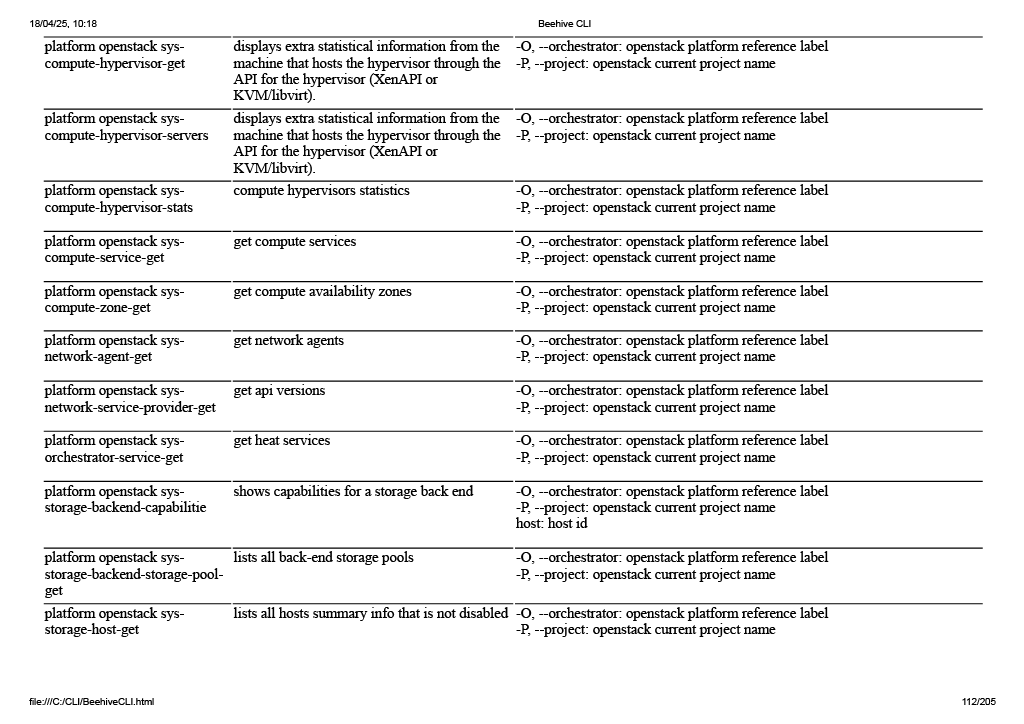 18/04/25, 10:18
Beehive CLI
platform openstack sys-
compute-hypervisor-get
displays extra statistical information from the
machine that hosts the hypervisor through the
API for the hypervisor (XenAPI or
KVM/libvirt).
-O, --orchestrator: openstack platform reference label
-P, --project: openstack current project name
platform openstack sys-
compute-hypervisor-servers
displays extra statistical information from the
machine that hosts the hypervisor through the
API for the hypervisor (XenAPI or
KVM/libvirt).
-O, --orchestrator: openstack platform reference label
-P, --project: openstack current project name
platform openstack sys-
compute-hypervisor-stats
compute hypervisors statistics
-O, --orchestrator: openstack platform reference label
-P, --project: openstack current project name
platform openstack sys-
compute-service-get
get compute services
-O, --orchestrator: openstack platform reference label
-P, --project: openstack current project name
platform openstack sys-
compute-zone-get
get compute availability zones
-O, --orchestrator: openstack platform reference label
-P, --project: openstack current project name
platform openstack sys-
network-agent-get
get network agents
-O, --orchestrator: openstack platform reference label
-P, --project: openstack current project name
platform openstack sys-
network-service-provider-get
get api versions
-O, --orchestrator: openstack platform reference label
-P, --project: openstack current project name
platform openstack sys-
orchestrator-service-get
get heat services
-O, --orchestrator: openstack platform reference label
-P, --project: openstack current project name
platform openstack sys-
storage-backend-capabilitie
shows capabilities for a storage back end
-O, --orchestrator: openstack platform reference label
-P, --project: openstack current project name
host: host id
platform openstack sys-
storage-backend-storage-pool-
get
lists all back-end storage pools
-O, --orchestrator: openstack platform reference label
-P, --project: openstack current project name
platform openstack sys-
storage-host-get
lists all hosts summary info that is not disabled
-O, --orchestrator: openstack platform reference label
-P, --project: openstack current project name
file:///C:/CLI/BeehiveCLI.html
112/205